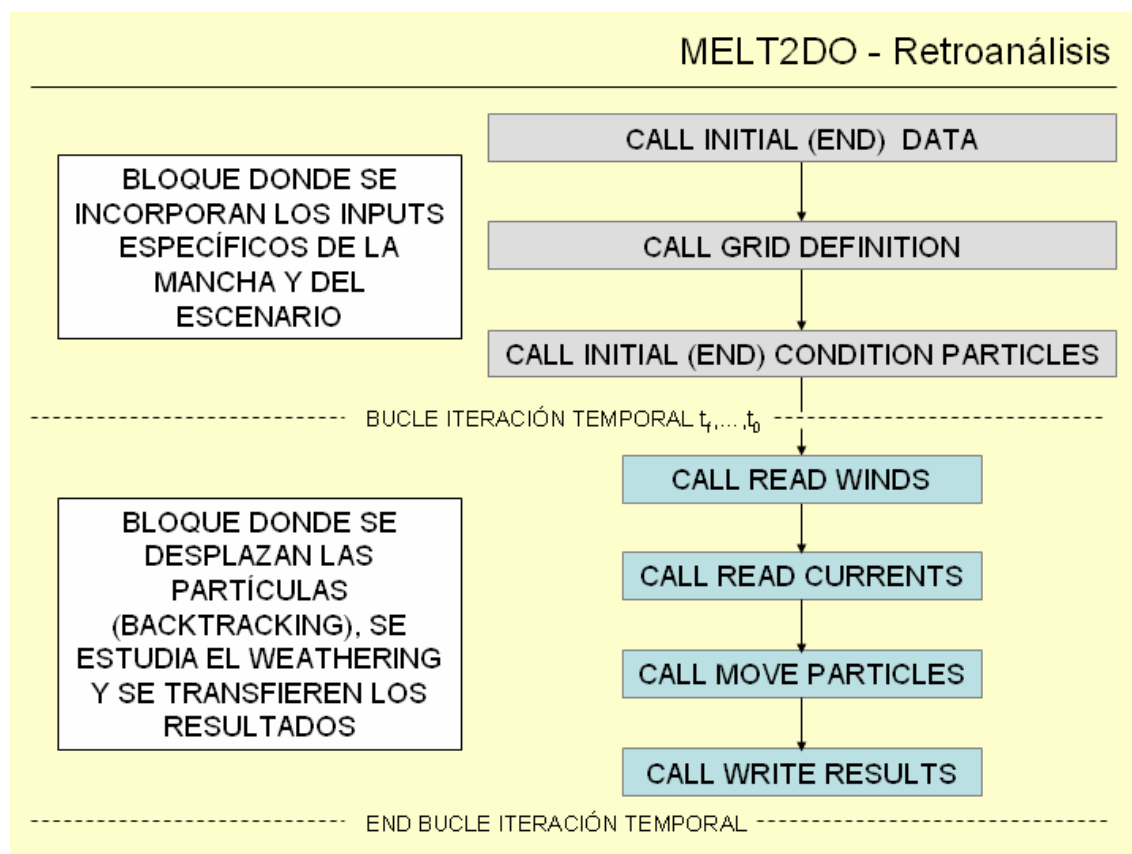 MELT2DO - Retroanálisis
CALL INITIAL (END) DATA
BLOQUE DONDE SE
INCORPORAN LOS INPUTS
ESPECÍFICOS DE LA
MANCHA Y DEL
ESCENARIO
CALL GRID DEFINITION
CALL INITIAL (END) CONDITION PARTICLES
BUCLE ITERACIÓN TEMPORAL tf,...,t0
CALL READ WINDS
BLOQUE DONDE SE
DESPLAZAN LAS
PARTÍCULAS
(BACKTRACKING), SE
ESTUDIA EL WEATHERING
Y SE TRANSFIEREN LOS
RESULTADOS
CALL READ CURRENTS
CALL MOVE PARTICLES
CALL WRITE RESULTS
END BUCLE ITERACIÓN TEMPORAL